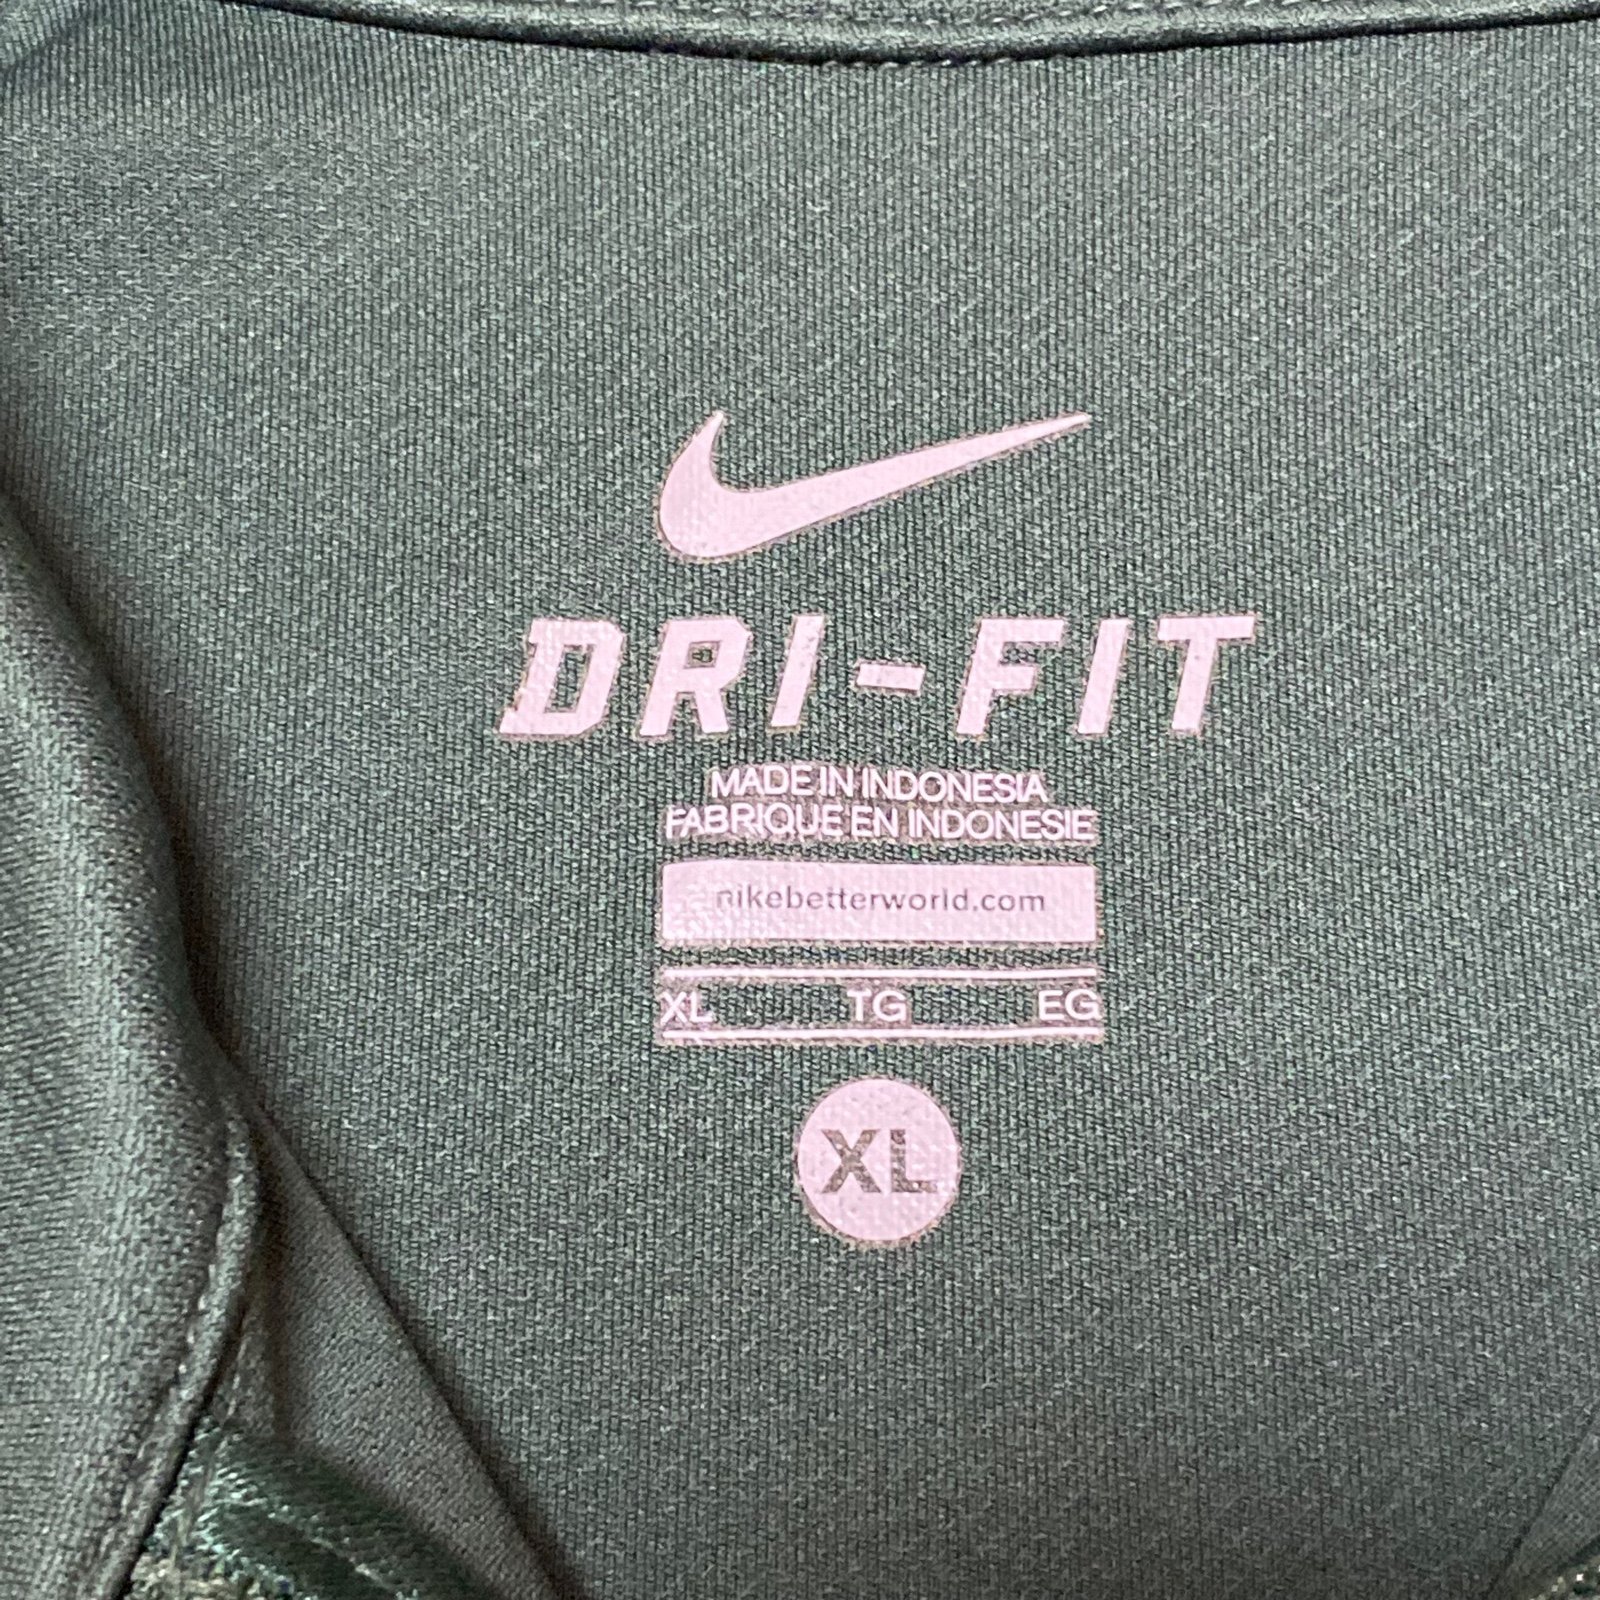 DRI-FIT
MADE IN INDONESIA
FABRIQUE EN INDONESIE
nikebetterworld.com
XL TG EG
XL